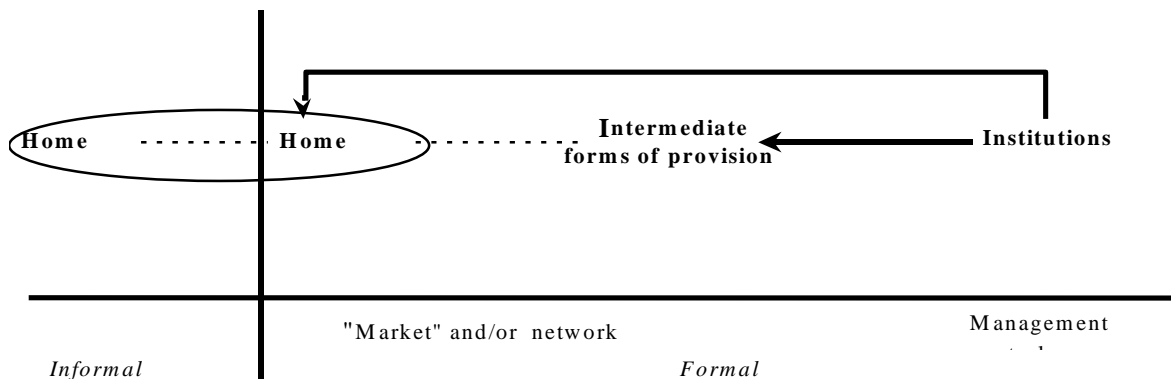 Home
Home
Intermediate
forms of provision
Institutions
"Market" and/or network
Management
Informal
Formal